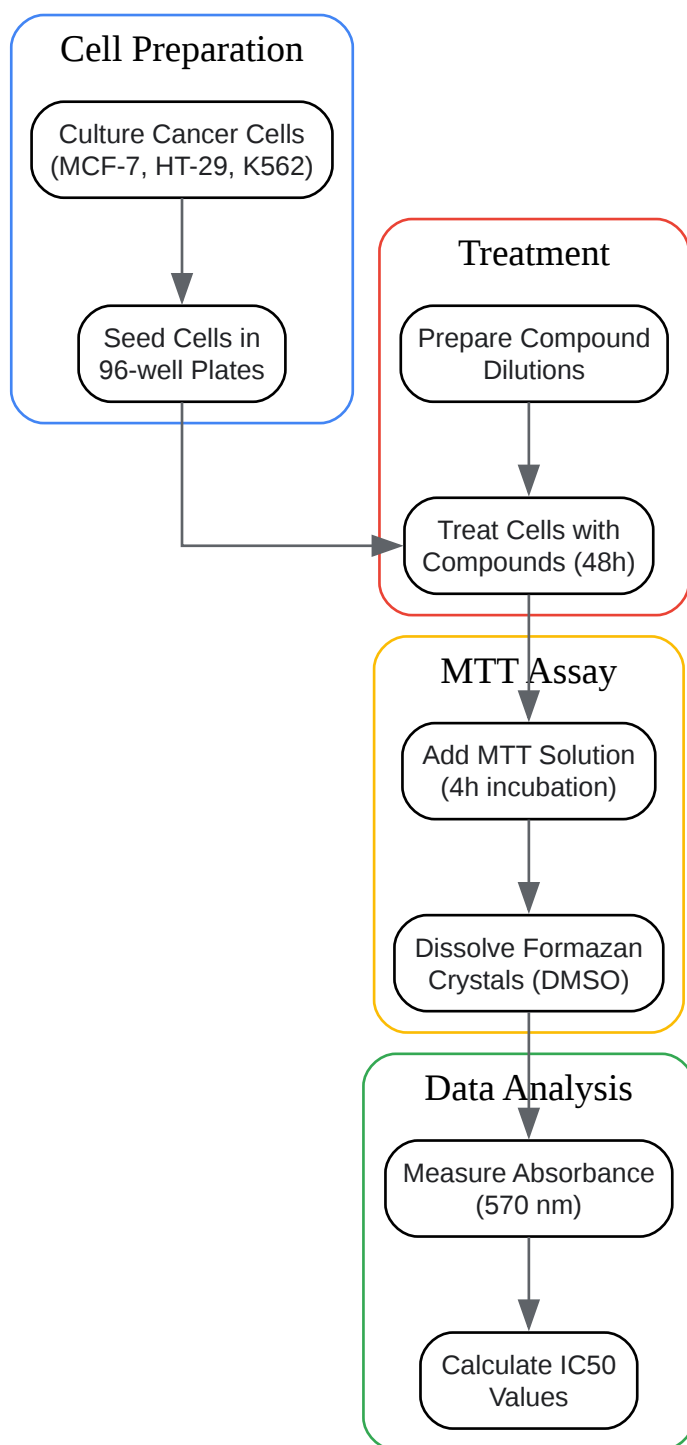 Cell Preparation
Culture Cancer Cells
(MCF-7, HT-29, K562)
Seed Cells in
96-well Plates
Treatment
Prepare Compound
Dilutions
Treat Cells with
Compounds (48h)
MTT Assay
Add MTT Solution
(4h incubation)
Dissolve Formazan
Crystals (DMSO)
Data Analysis
Measure Absorbance
(570 nm)
Calculate IC50
Values